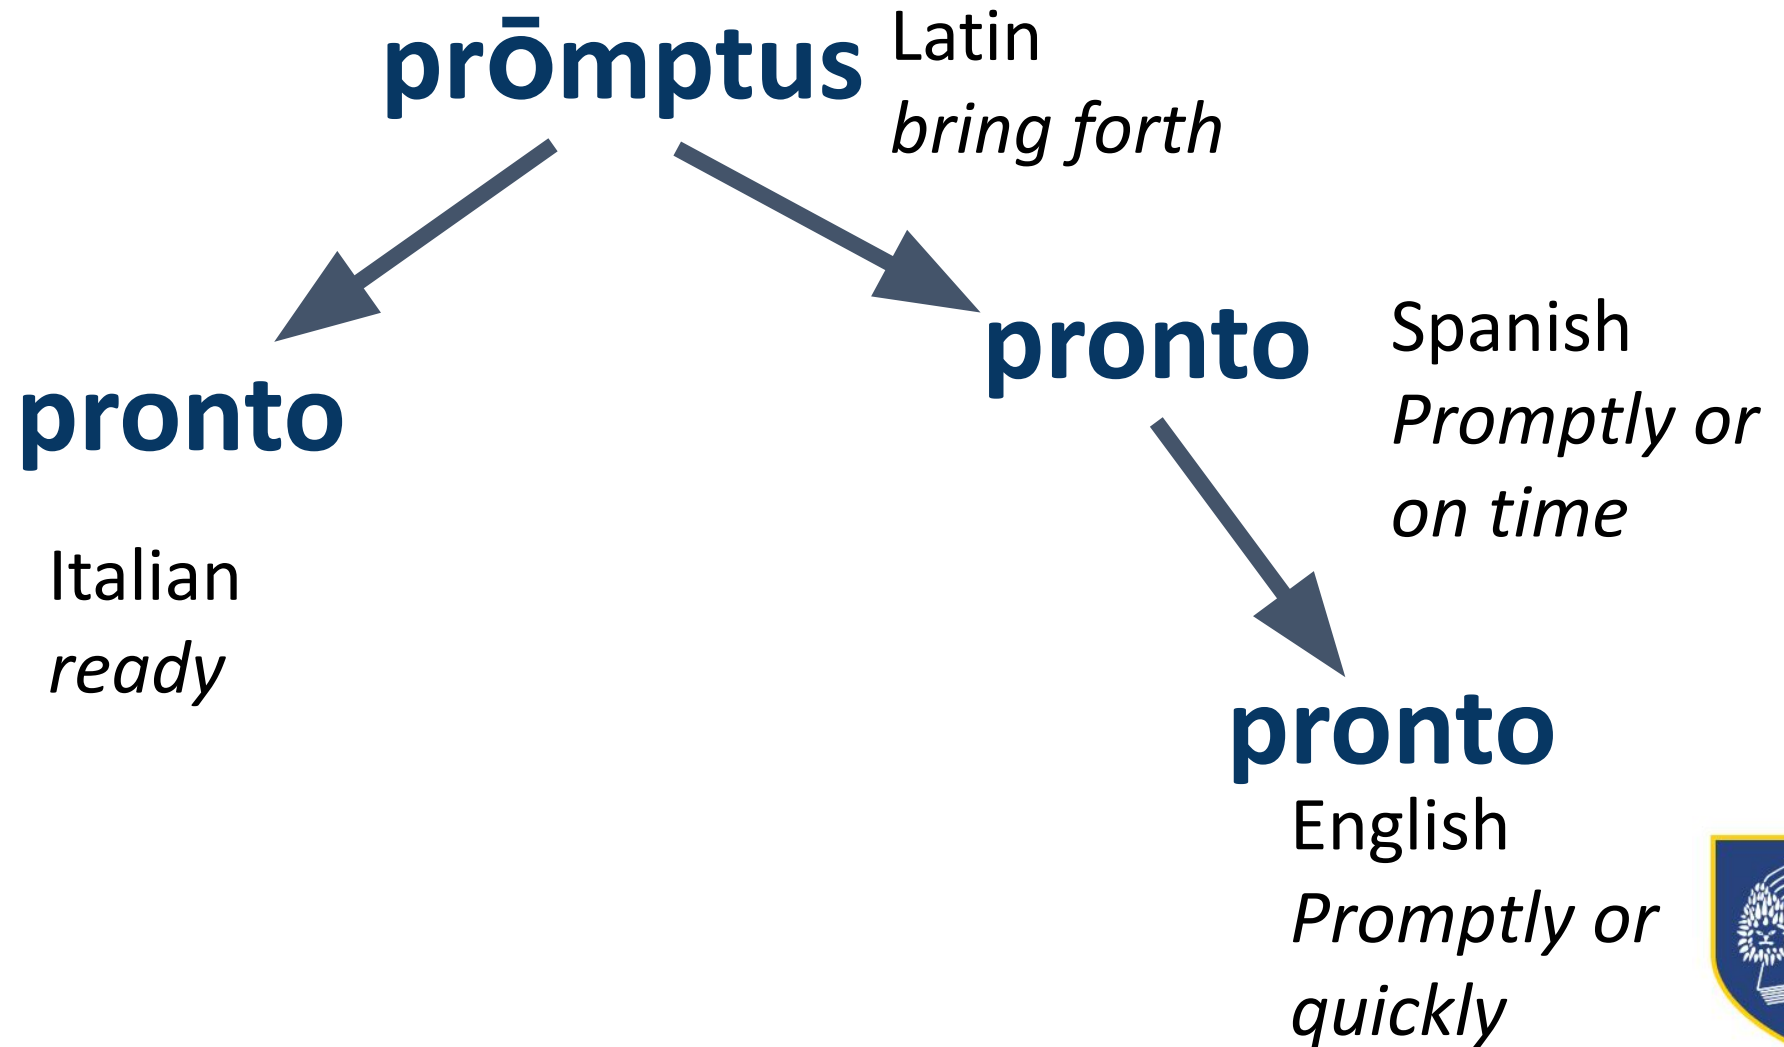 prōmptus
Latin
bring forth
pronto
Italian
ready
pronto
Spanish
Promptly or
on time
pronto
English
Promptly or
quickly